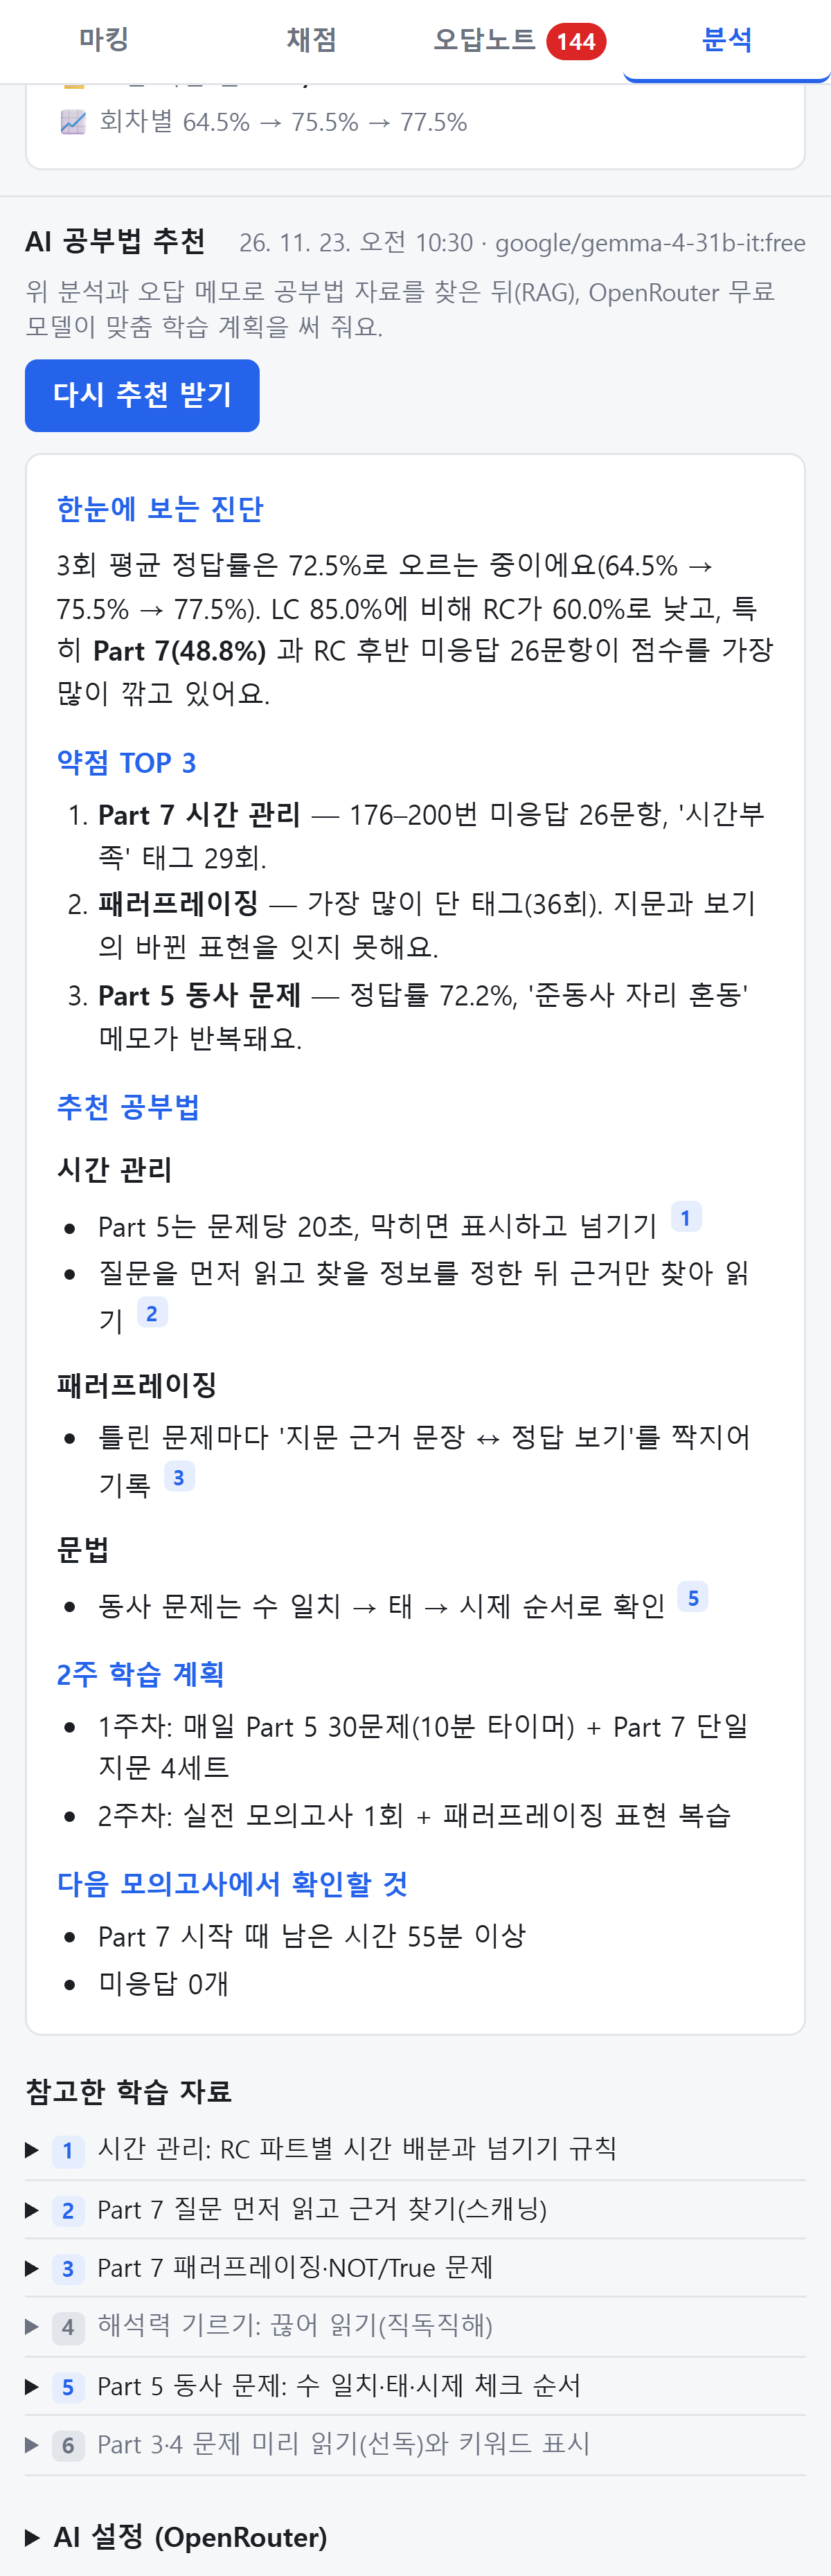 마킹
채점
오답노트 144
분석
회차별 64.5% → 75.5% → 77.5%
AI 공부법 추천
26. 11. 23. 오전 10:30 · google/gemma-4-31b-it:free
위 분석과 오답 메모로 공부법 자료를 찾은 뒤(RAG), OpenRouter 무료
모델이 맞춤 학습 계획을 써 줘요.
다시 추천 받기
한눈에 보는 진단
3회 평균 정답률은 72.5%로 오르는 중이에요(64.5% →
75.5% → 77.5%). LC 85.0%에 비해 RC가 60.0%로 낮고, 특
히 Part 7(48.8%) 과 RC 후반 미응답 26문항이 점수를 가장
많이 깎고 있어요.
약점 TOP 3
1. Part 7 시간 관리 — 176–200번 미응답 26문항, '시간부
족' 태그 29회.
2. 패러프레이징 — 가장 많이 단 태그(36회). 지문과 보기
의 바뀐 표현을 잇지 못해요.
3. Part 5 동사 문제 — 정답률 72.2%, '준동사 자리 혼동'
메모가 반복돼요.
추천 공부법
시간 관리
• Part 5는 문제당 20초, 막히면 표시하고 넘기기 1
• 질문을 먼저 읽고 찾을 정보를 정한 뒤 근거만 찾아 읽
기 2
패러프레이징
• 틀린 문제마다 '지문 근거 문장 ↔ 정답 보기'를 짝지어
기록 3
문법
• 동사 문제는 수 일치 → 태 → 시제 순서로 확인 5
2주 학습 계획
• 1주차: 매일 Part 5 30문제(10분 타이머) + Part 7 단일
지문 4세트
• 2주차: 실전 모의고사 1회 + 패러프레이징 표현 복습
다음 모의고사에서 확인할 것
• Part 7 시작 때 남은 시간 55분 이상
• 미응답 0개
참고한 학습 자료
▶ 1 시간 관리: RC 파트별 시간 배분과 넘기기 규칙
▶ 2 Part 7 질문 먼저 읽고 근거 찾기(스캐닝)
▶ 3 Part 7 패러프레이징·NOT/True 문제
▶ 4 해석력 기르기: 끊어 읽기(직독직해)
▶ 5 Part 5 동사 문제: 수 일치·태·시제 체크 순서
▶ 6 Part 3·4 문제 미리 읽기(선독)와 키워드 표시
▶ AI 설정 (OpenRouter)